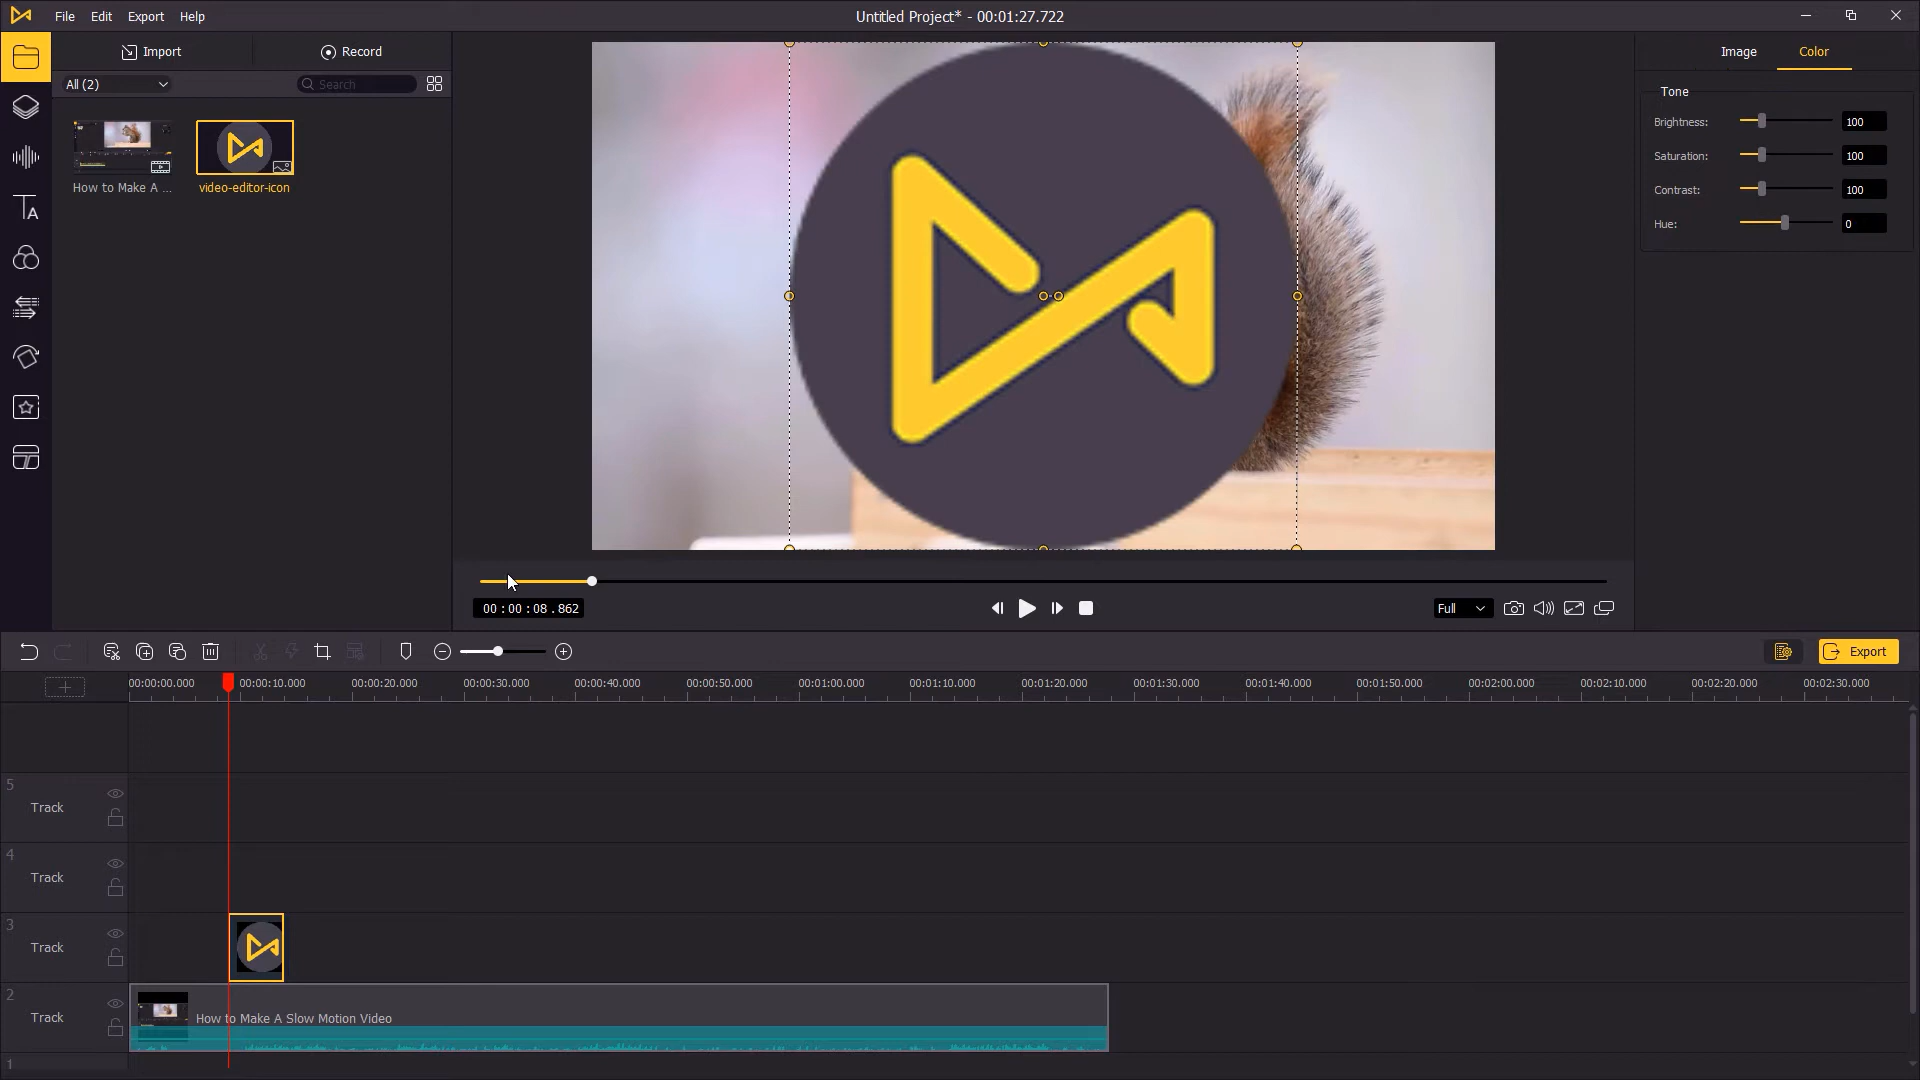 File Edit Export Help
Untitled Project* - 00:01:27.722
Import
Record
Image
Color
All (2)
Search
Tone
Brightness:
100
Saturation:
100
Contrast:
100
Hue:
0
How to Make A ...
video-editor-icon
00 : 00 : 08 . 862
Full
Export
00:00:00.000
00:00:10.000
00:00:20.000
00:00:30.000
00:00:40.000
00:00:50.000
00:01:00.000
00:01:10.000
00:01:20.000
00:01:30.000
00:01:40.000
00:01:50.000
00:02:00.000
00:02:10.000
00:02:20.000
00:02:30.000
5
Track
4
Track
3
Track
2
Track
How to Make A Slow Motion Video
1